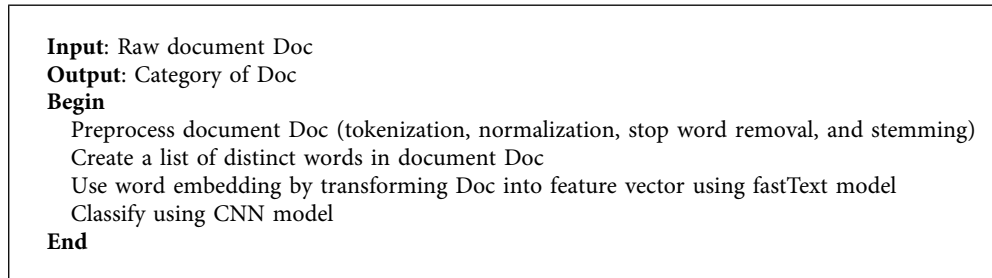 Input: Raw document Doc
Output: Category of Doc
Begin
Preprocess document Doc (tokenization, normalization, stop word removal, and stemming)
Create a list of distinct words in document Doc
Use word embedding by transforming Doc into feature vector using fastText model
Classify using CNN model
End